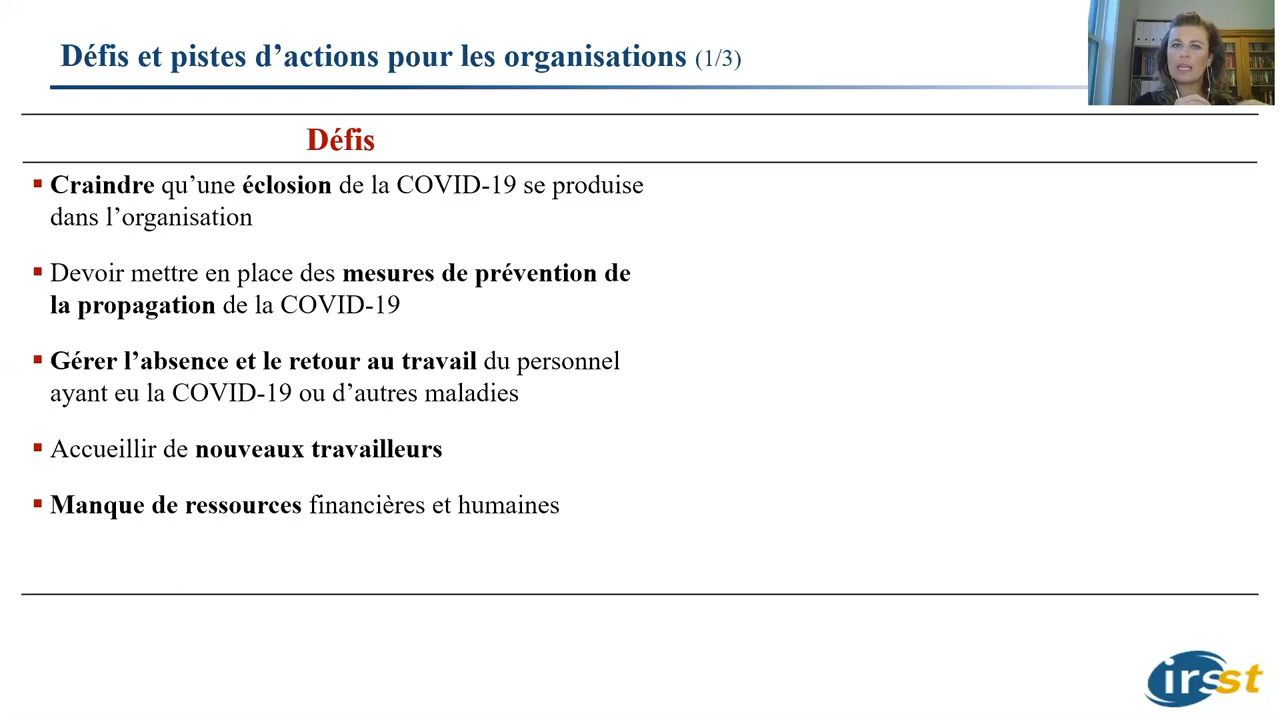 Défis et pistes d’actions pour les organisations (1/3)
Défis
Craindre qu’une éclosion de la COVID-19 se produise
dans l’organisation
Devoir mettre en place des mesures de prévention de
la propagation de la COVID-19
Gérer l’absence et le retour au travail du personnel
ayant eu la COVID-19 ou d’autres maladies
Accueillir de nouveaux travailleurs
Manque de ressources financières et humaines
irsst